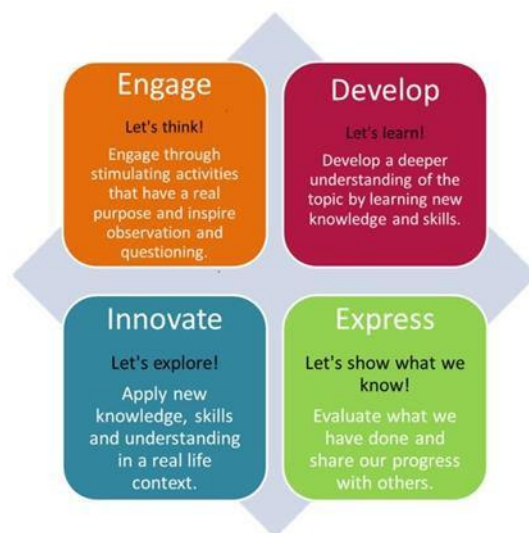 Engage
Let's think!
Engage through
stimulating activities
that have a real
purpose and inspire
observation and
questioning.
Develop
Let's learn!
Develop a deeper
understanding of the
topic by learning new
knowledge and skills.
Innovate
Let's explore!
Apply new
knowledge, skills
and understanding
in a real life
context.
Express
Let's show what we
know!
Evaluate what we
have done and
share our progress
with others.